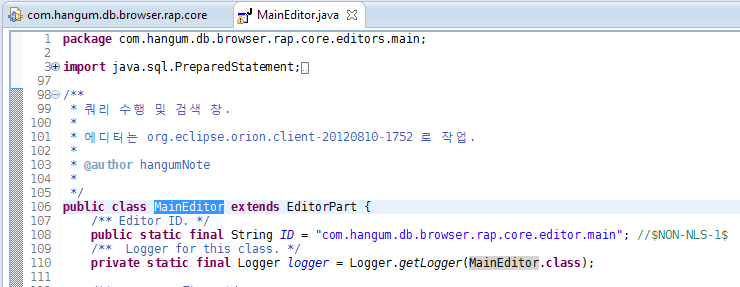 com.hangum.db.browser.rap.core MainEditor.java
1 package com.hangum.db.browser.rap.core.editors.main;
2
3 import java.sql.PreparedStatement;
97
98 /**
99 * 쿼리 수행 및 검색 창.
100 *
101 * 에디터는 org.eclipse.orion.client-20120810-1752 로 작업.
102 *
103 * @author hangumNote
104 *
105 */
106 public class MainEditor extends EditorPart {
107 /** Editor ID. */
108 public static final String ID = "com.hangum.db.browser.rap.core.editor.main"; //$NON-NLS-1$
109 /** Logger for this class. */
110 private static final Logger logger = Logger.getLogger(MainEditor.class);
111